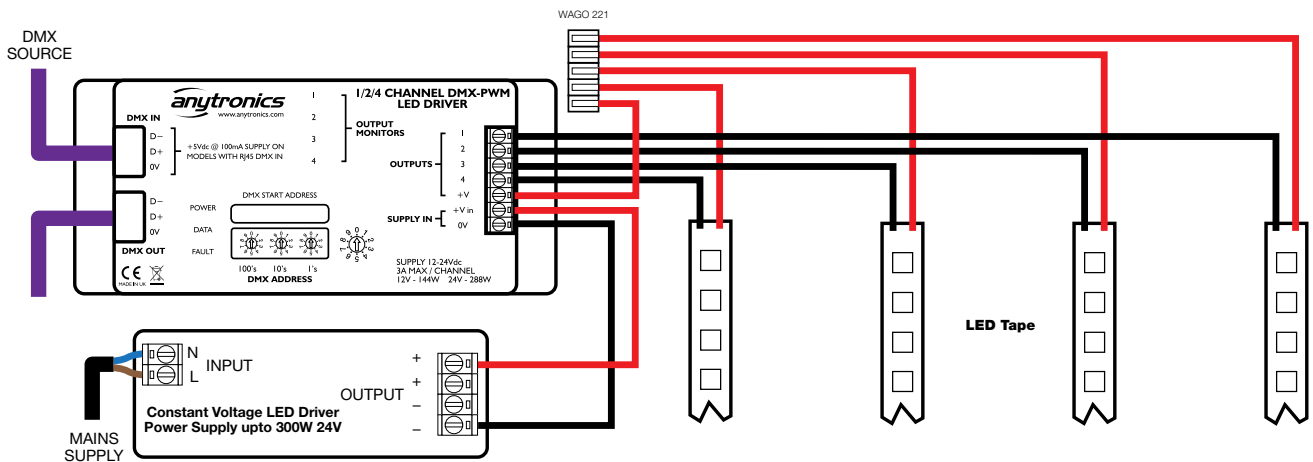 WAGO 221
DMX
SOURCE
anytronics
www.anytronics.com
1/2/4 CHANNEL DMX-PWM
LED DRIVER
DMX IN
D−
D+
0V
+5Vdc @ 100mA SUPPLY ON
MODELS WITH RJ45 DMX IN
1
2
3
4
OUTPUT
MONITORS
OUTPUTS
1
2
3
4
+V
SUPPLY IN
+V in
0V
D−
D+
0V
DMX OUT
POWER
DATA
FAULT
DMX START ADDRESS
100's 10's 1's
DMX ADDRESS
CE
MADE IN UK
SUPPLY 12-24Vdc
3A MAX / CHANNEL
12V - 144W 24V - 288W
LED Tape
N
L
INPUT
OUTPUT
+
+
−
−
Constant Voltage LED Driver
Power Supply upto 300W 24V
MAINS
SUPPLY